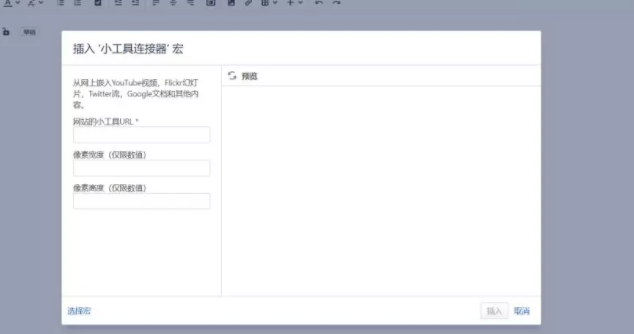 草稿
插入 '小工具连接器' 宏
从网上嵌入YouTube视频，Flickr幻灯
片，Twitter流，Google文档和其他内
容。
网站的小工具URL *
像素宽度（仅限数值）
像素高度（仅限数值）
预览
选择宏
插入
取消